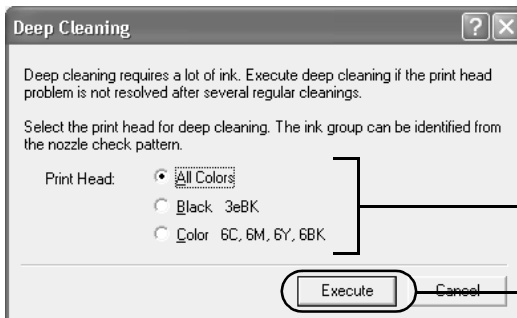 Deep Cleaning
Deep cleaning requires a lot of ink. Execute deep cleaning if the print head
problem is not resolved after several regular cleanings.
Select the print head for deep cleaning. The ink group can be identified from
the nozzle check pattern.
Print Head: All Colors
Black 3eBK
Color 6C, 6M, 6Y, 6BK
Execute Cancel